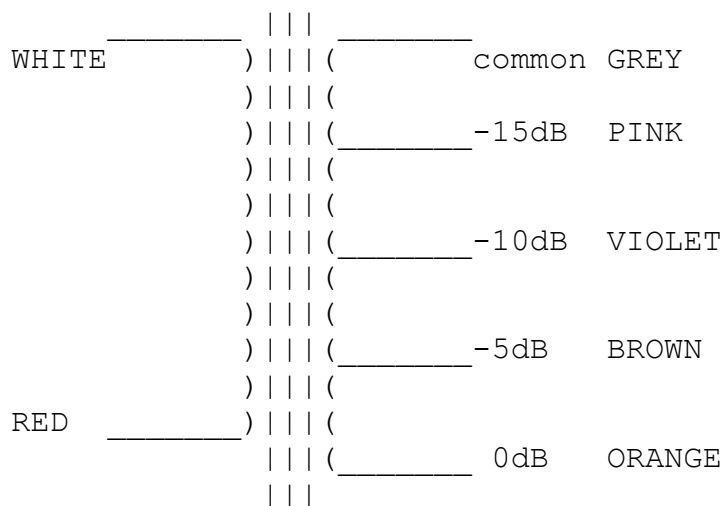 WHITE common GREY
-15dB PINK
-10dB VIOLET
-5dB BROWN
RED
0dB ORANGE